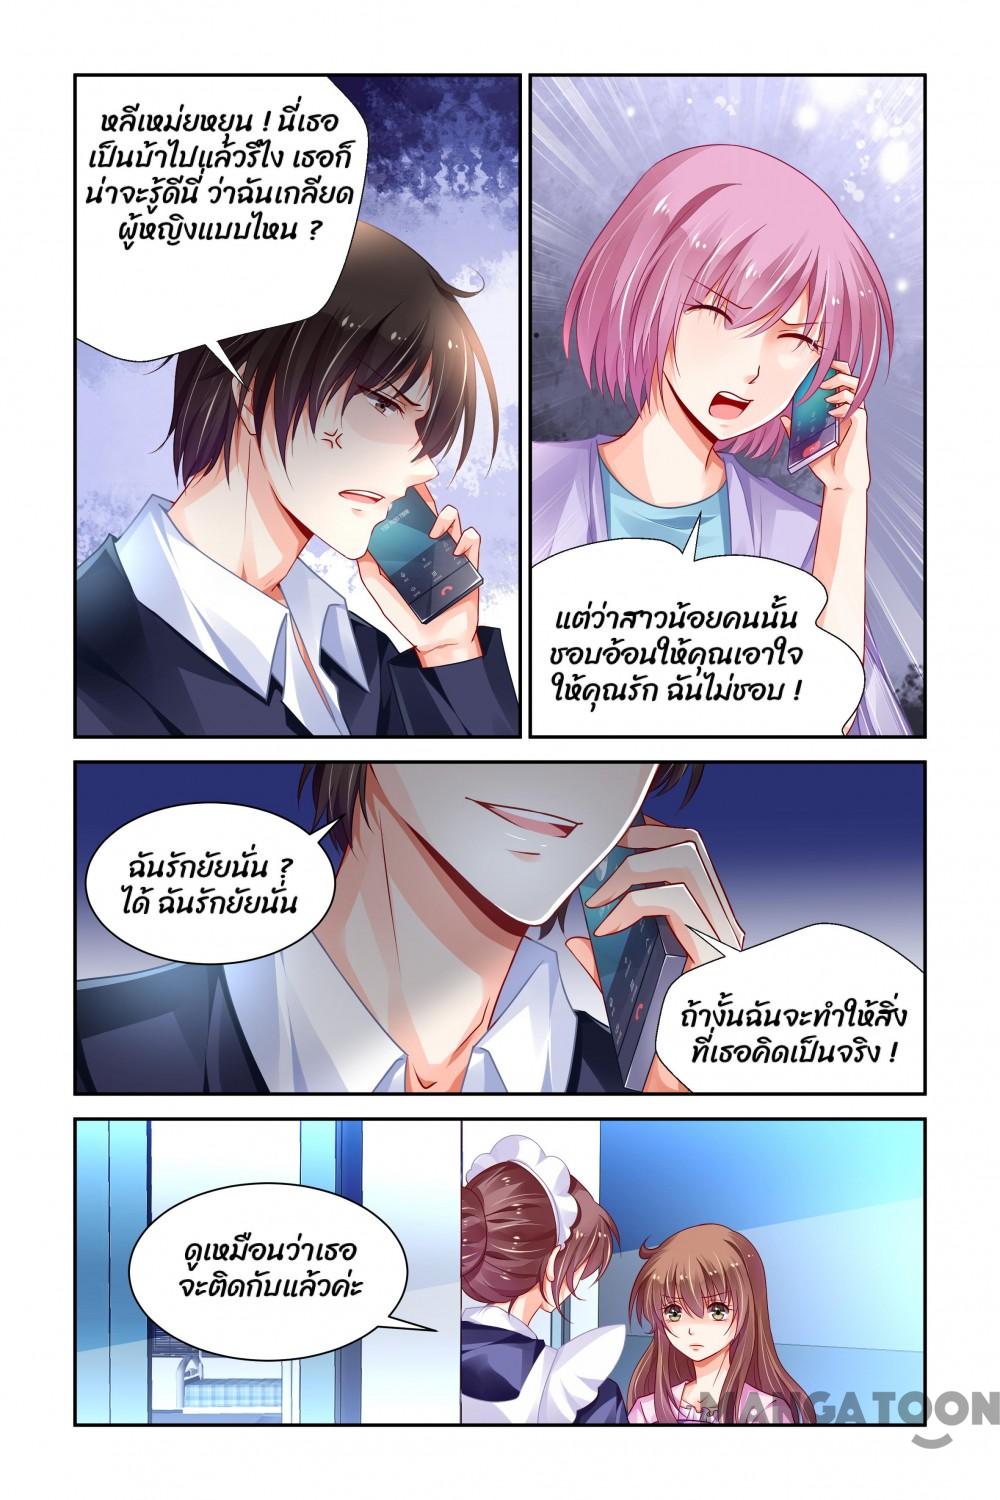 หลีเหม่ยหยุน ! นี่เธอ
เป็นบ้าไปแล้วรึไง เธอก็
น่าจะรู้ดีนี่ ว่าฉันเกลียด
ผู้หญิงแบบไหน ?
แต่ว่าสาวน้อยคนนั้น
ชอบอ้อนให้คุณเอาใจ
ให้คุณรัก ฉันไม่ชอบ !
ฉันรักยัยนั่น ?
ได้ ฉันรักยัยนั่น
ถ้างั้นฉันจะทำให้สิ่ง
ที่เธอคิดเป็นจริง !
ดูเหมือนว่าเธอ
จะติดกับแล้วค่ะ
MANGATOON